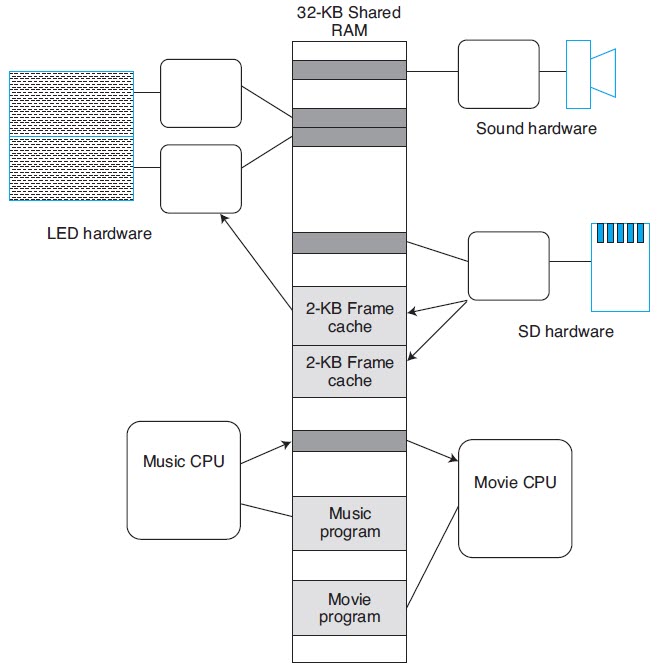 32-KB Shared
RAM
Sound hardware
LED hardware
SD hardware
2-KB Frame
cache
2-KB Frame
cache
Music CPU
Movie CPU
Music
program
Movie
program